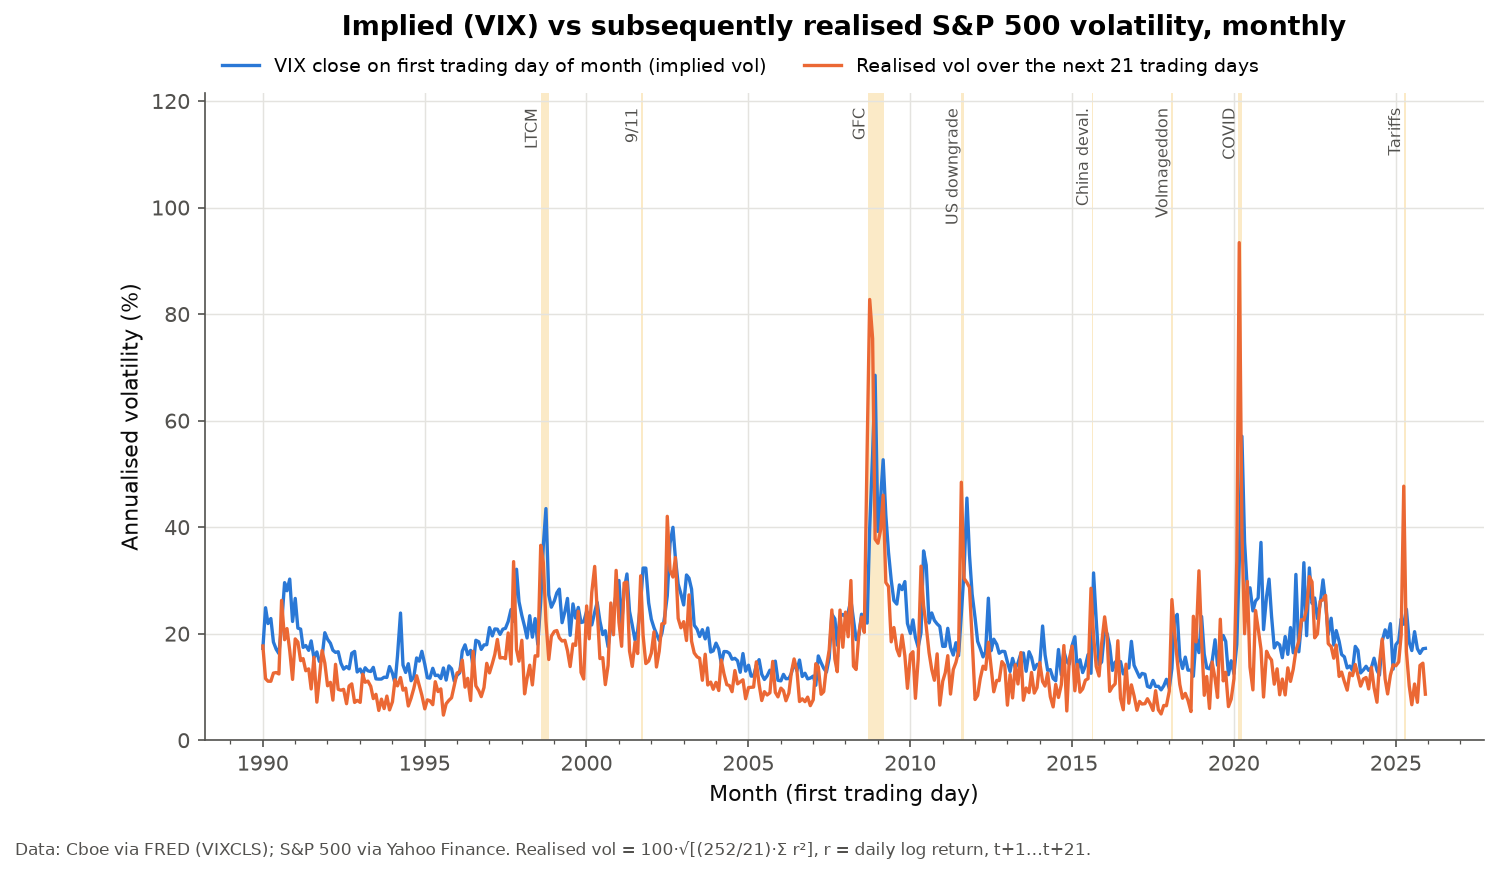 Implied (VIX) vs subsequently realised S&P 500 volatility, monthly
VIX close on first trading day of month (implied vol)
Realised vol over the next 21 trading days
Annualised volatility (%)
120
100
80
60
40
20
0
LTCM
9/11
GFC
US downgrade
China deval.
Volmageddon
COVID
Tariffs
1990
1995
2000
2005
2010
2015
2020
2025
Month (first trading day)
Data: Cboe via FRED (VIXCLS); S&P 500 via Yahoo Finance. Realised vol = 100·√[(252/21)·Σ r²], r = daily log return, t+1…t+21.